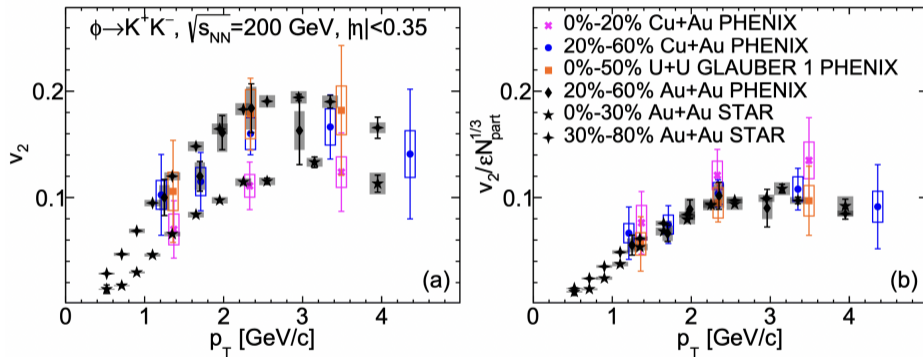 ϕ→K⁺K⁻, √s_NN=200 GeV, |η|<0.35
v₂
0.2
0.1
(a)
0 1 2 3 4
p_T [GeV/c]
0%-20% Cu+Au PHENIX
20%-60% Cu+Au PHENIX
0%-50% U+U GLAUBER 1 PHENIX
20%-60% Au+Au PHENIX
0%-30% Au+Au STAR
30%-80% Au+Au STAR
v₂/εN_part^1/3
0.2
0.1
(b)
0 1 2 3 4
p_T [GeV/c]